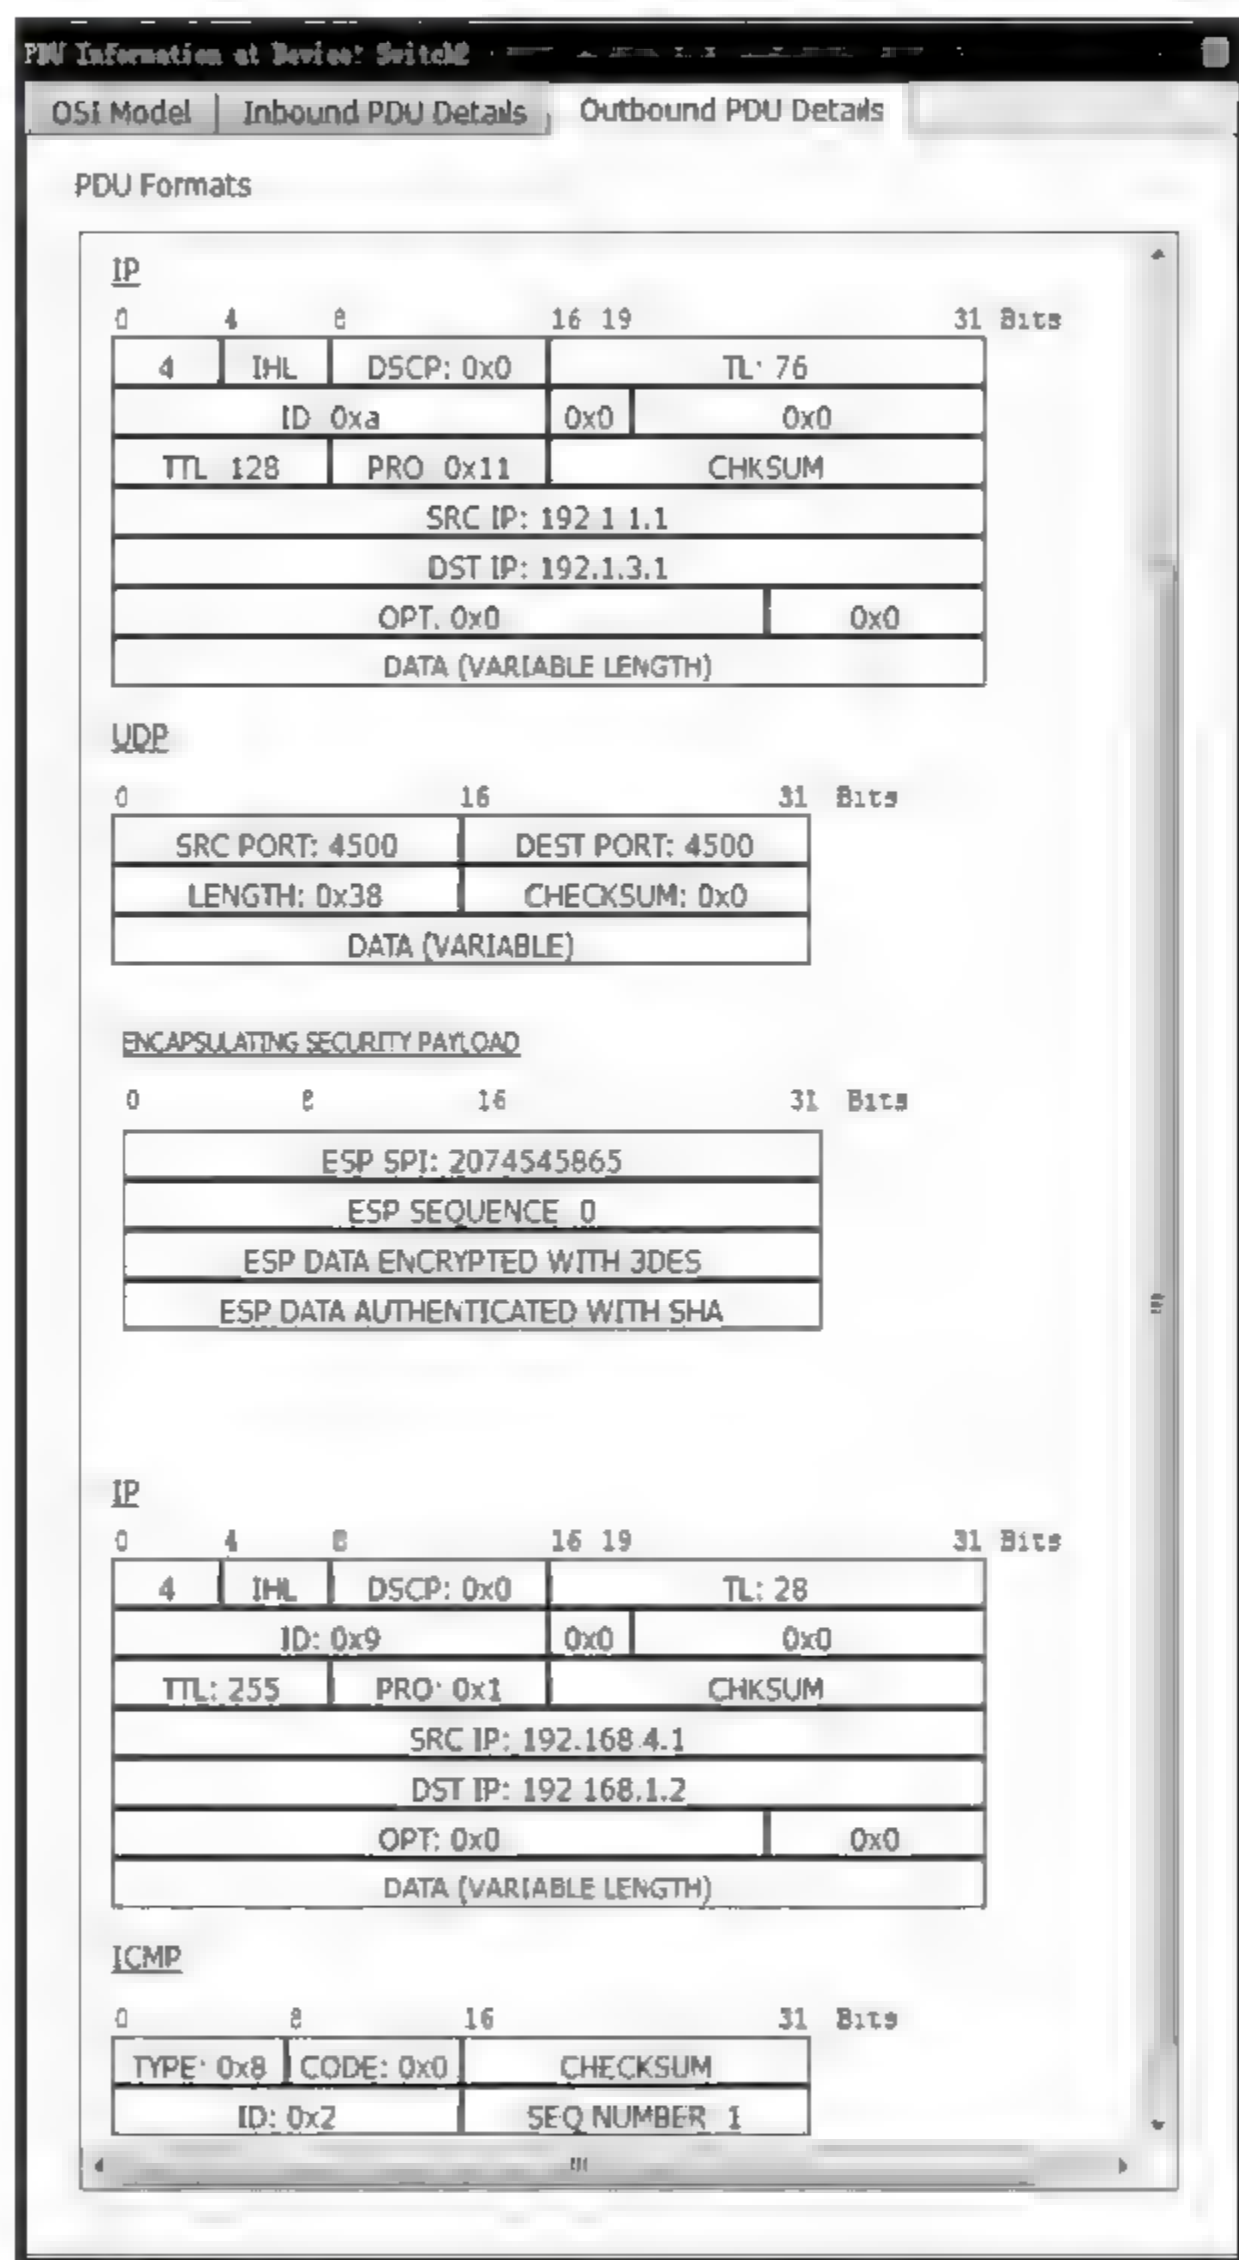 PDU Information at Device: Switch2
OSI Model Inbound PDU Details Outbound PDU Details
PDU Formats
IP
0 4 8 16 19 31 Bits
4 IHL DSCP: 0x0 TL: 76
ID 0xa 0x0 0x0
TTL 128 PRO 0x11 CHKSUM
SRC IP: 192 1 1.1
DST IP: 192.1.3.1
OPT. 0x0 0x0
DATA (VARIABLE LENGTH)
UDP
0 16 31 Bits
SRC PORT: 4500 DEST PORT: 4500
LENGTH: 0x38 CHECKSUM: 0x0
DATA (VARIABLE)
ENCAPSULATING SECURITY PAYLOAD
0 8 16 31 Bits
ESP SPI: 2074545865
ESP SEQUENCE 0
ESP DATA ENCRYPTED WITH 3DES
ESP DATA AUTHENTICATED WITH SHA
IP
0 4 8 16 19 31 Bits
4 IHL DSCP: 0x0 TL: 28
ID: 0x9 0x0 0x0
TTL: 255 PRO: 0x1 CHKSUM
SRC IP: 192.168.4.1
DST IP: 192 168.1.2
OPT: 0x0 0x0
DATA (VARIABLE LENGTH)
ICMP
0 8 16 31 Bits
TYPE: 0x8 CODE: 0x0 CHECKSUM
ID: 0x2 SEQ NUMBER 1